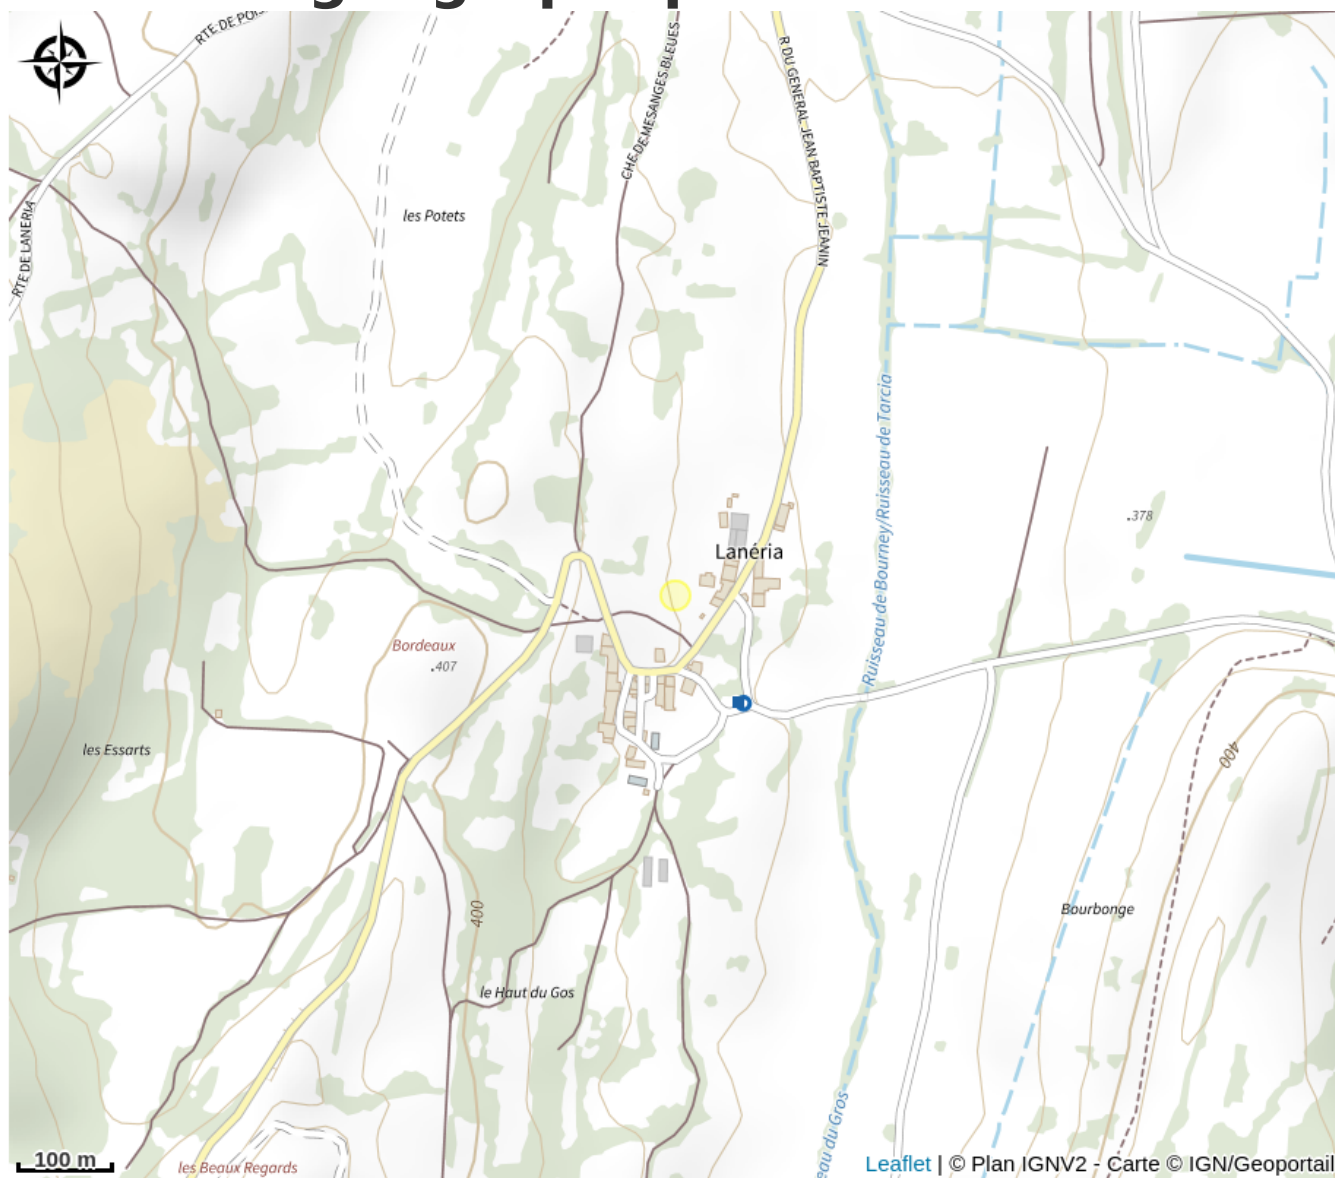 RTE DE
CHE DE MESANGES BLEUES
R DU GENERAL JEAN BAPTISTE JEANIN
RTE DE LANERIA
les Potets
Ruisseau de Bourney/Ruisseau de Tarcia
.378
Lanéria
Bordeaux
.407
les Essarts
400
400
Bourbonge
le Haut du Gos
du Gros
100 m
les Beaux Regards
Leaflet | © Plan IGNV2 - Carte © IGN/Geoportail